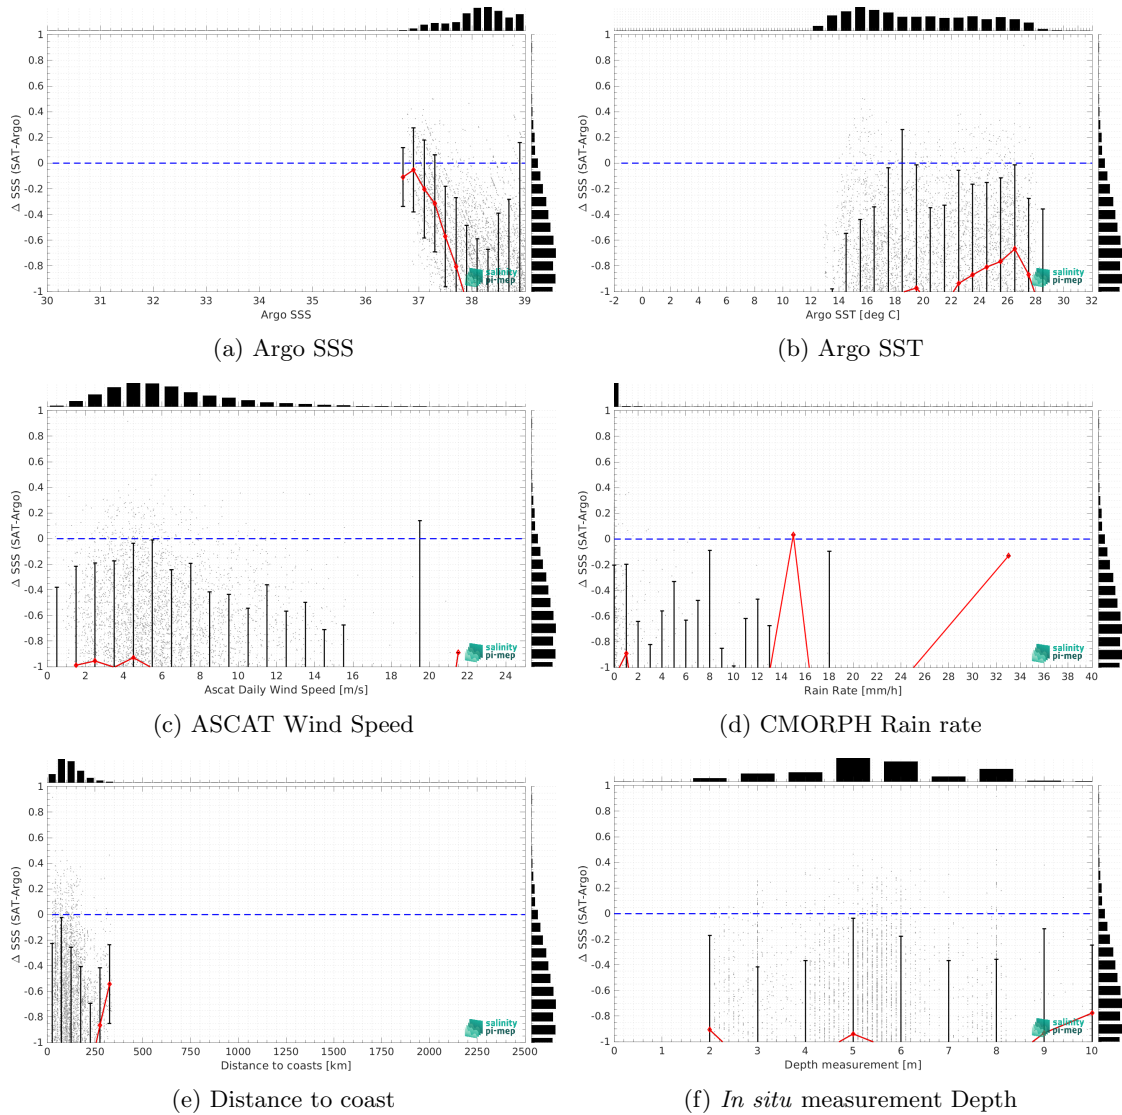 1
0.8
0.6
0.4
0.2
0
-0.2
-0.4
-0.6
-0.8
-1
Δ SSS (SAT-Argo)
30 31 32 33 34 35 36 37 38 39
Argo SSS
salinity
pi-mep
(a) Argo SSS
1
0.8
0.6
0.4
0.2
0
-0.2
-0.4
-0.6
-0.8
-1
Δ SSS (SAT-Argo)
-2 0 2 4 6 8 10 12 14 16 18 20 22 24 26 28 30 32
Argo SST [deg C]
salinity
pi-mep
(b) Argo SST
1
0.8
0.6
0.4
0.2
0
-0.2
-0.4
-0.6
-0.8
-1
Δ SSS (SAT-Argo)
0 2 4 6 8 10 12 14 16 18 20 22 24
Ascat Daily Wind Speed [m/s]
salinity
pi-mep
(c) ASCAT Wind Speed
1
0.8
0.6
0.4
0.2
0
-0.2
-0.4
-0.6
-0.8
-1
Δ SSS (SAT-Argo)
0 2 4 6 8 10 12 14 16 18 20 22 24 26 28 30 32 34 36 38 40
Rain Rate [mm/h]
salinity
pi-mep
(d) CMORPH Rain rate
1
0.8
0.6
0.4
0.2
0
-0.2
-0.4
-0.6
-0.8
-1
Δ SSS (SAT-Argo)
0 250 500 750 1000 1250 1500 1750 2000 2250 2500
Distance to coasts [km]
salinity
pi-mep
(e) Distance to coast
1
0.8
0.6
0.4
0.2
0
-0.2
-0.4
-0.6
-0.8
-1
Δ SSS (SAT-Argo)
0 1 2 3 4 5 6 7 8 9 10
Depth measurement [m]
salinity
pi-mep
(f) In situ measurement Depth